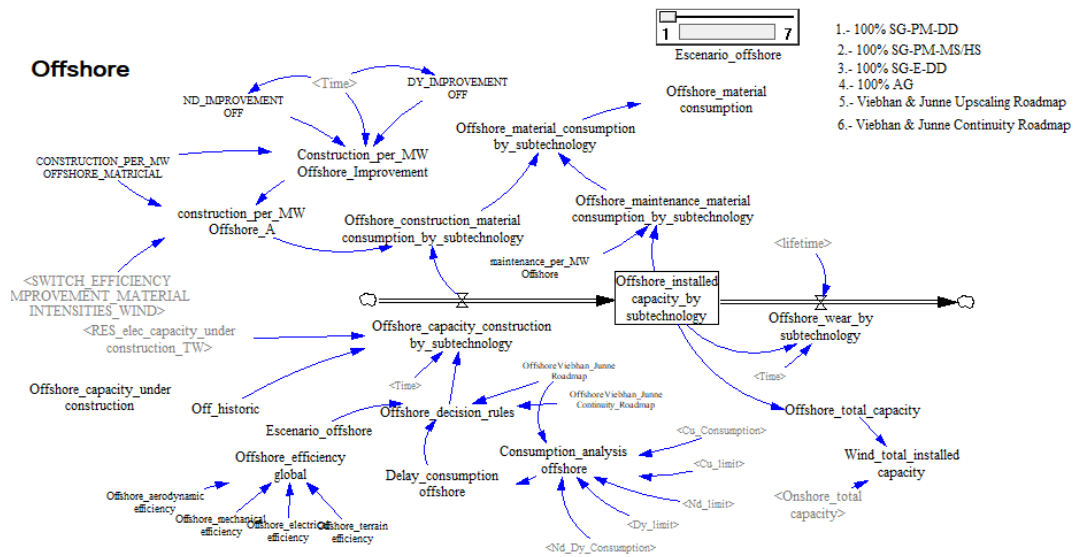 Offshore
1 7
Escenario_offshore
1.- 100% SG-PM-DD
2.- 100% SG-PM-MS/HS
3.- 100% SG-E-DD
4.- 100% AG
5.- Viebhan & Junne Upscaling Roadmap
6.- Viebhan & Junne Continuity Roadmap
<Time>
ND_IMPROVEMENT
OFF
DY_IMPROVEMENT
OFF
Offshore_material
consumption
Offshore_material_consumption
by_subtechnology
CONSTRUCTION_PER_MW
OFFSHORE_MATRICIAL
Construction_per_MW
Offshore_Improvement
construction_per_MW
Offshore_A
Offshore_construction_material
consumption_by_subtechnology
Offshore_maintenance_material
consumption_by_subtechnology
maintenance_per_MW
Offshore
<lifetime>
<SWITCH_EFFICIENCY
MPROVEMENT_MATERIAL
INTENSITIES_WIND>
Offshore_installed
capacity_by
subtechnology
Offshore_wear_by
subtechnology
<RES_elec_capacity_under
construction_TW>
Offshore_capacity_construction
by_subtechnology
<Time>
<Time>
Offshore_capacity_under
construction
Off_historic
OffshoreViebhan_Junne
Roadmap
OffshoreViebhan_Junne
Continuity_Roadmap
Offshore_decision_rules
Offshore_total_capacity
Escenario_offshore
Offshore_efficiency
global
Delay_consumption
offshore
Consumption_analysis
offshore
<Cu_Consumption>
<Cu_limit>
<Nd_limit>
<Dy_limit>
<Nd_Dy_Consumption>
Wind_total_installed
capacity
<Onshore_total
capacity>
Offshore_aerodynamic
efficiency
Offshore_mechanical
efficiency
Offshore_electrical
efficiency
Offshore_terrain
efficiency